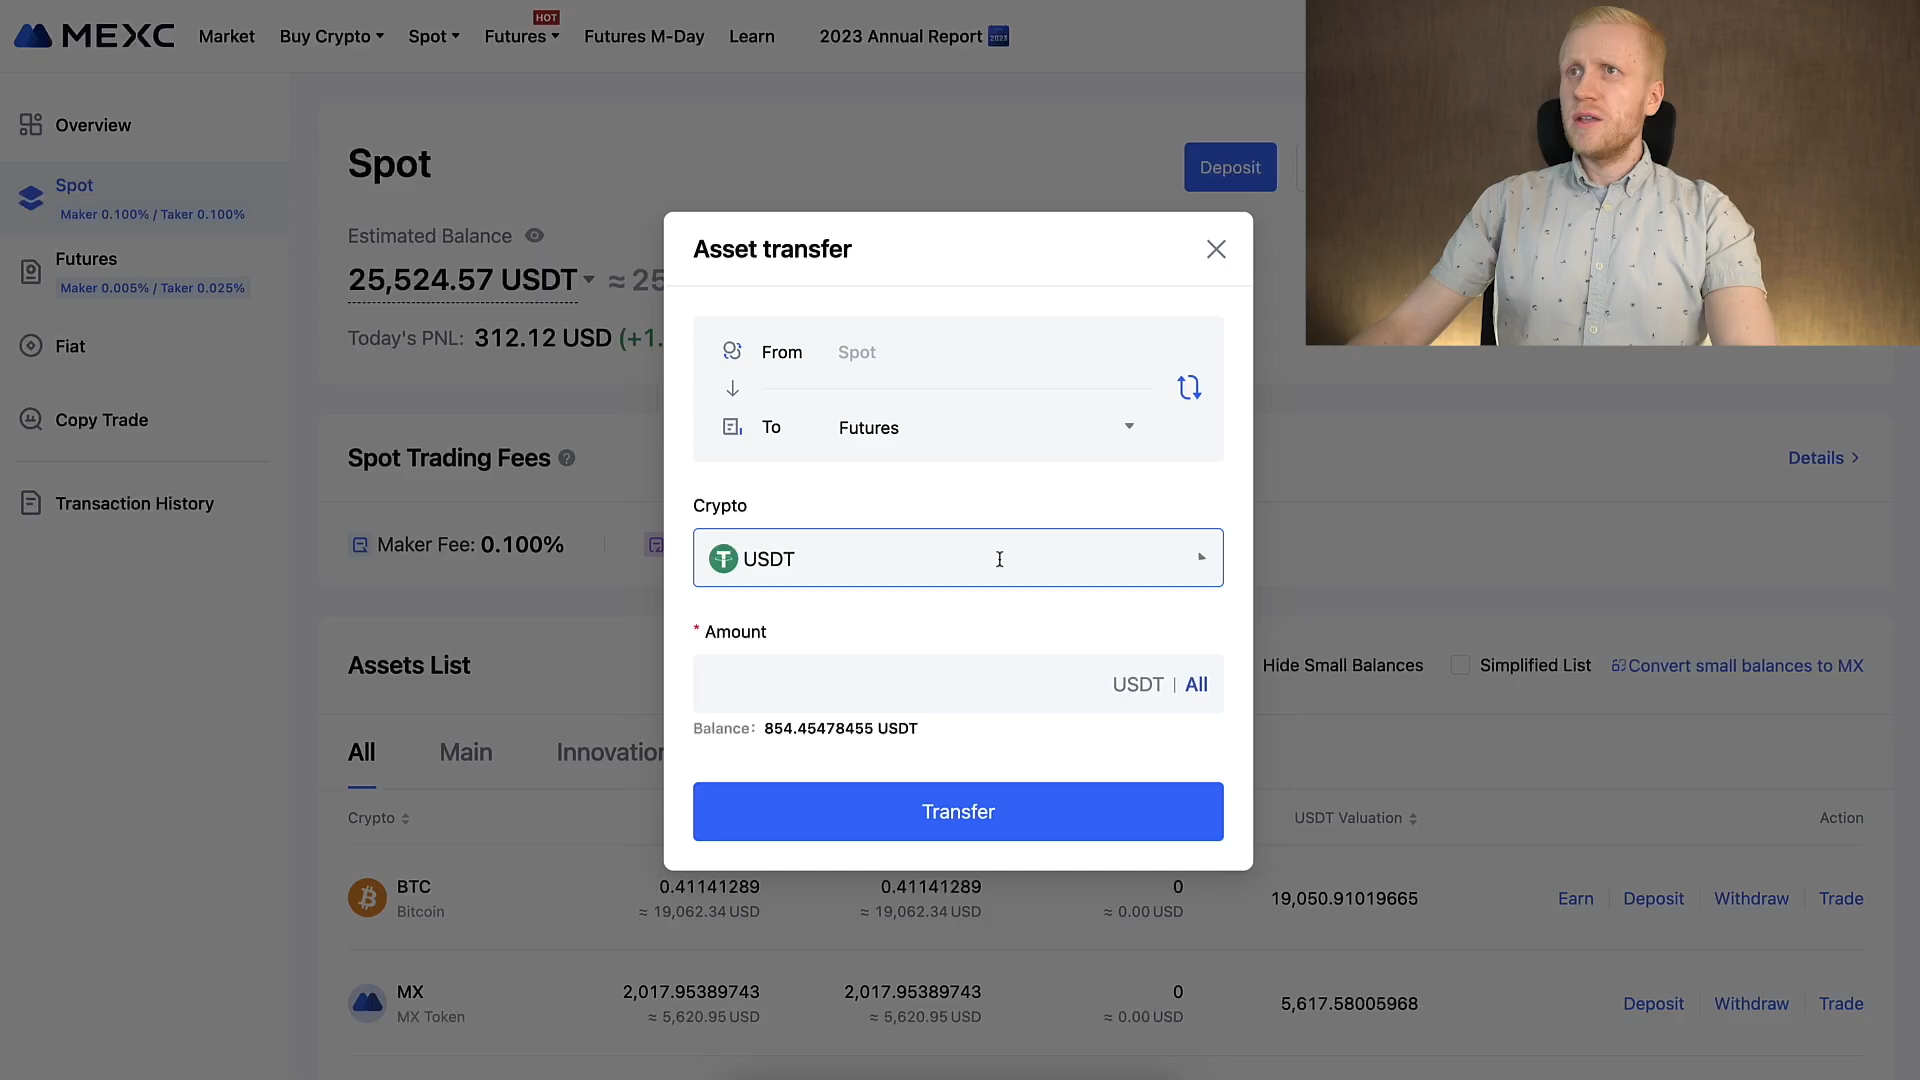 MEXC
Market
Buy Crypto
Spot
HOT
Futures
Futures M-Day
Learn
2023 Annual Report
2023
Overview
Spot
Maker 0.100% / Taker 0.100%
Futures
Maker 0.005% / Taker 0.025%
Fiat
Copy Trade
Transaction History
Spot
Deposit
Estimated Balance
25,524.57 USDT ≈ 25
Today's PNL: 312.12 USD (+1.
Asset transfer
From Spot
To Futures
Crypto
USDT
* Amount
USDT | All
Balance: 854.45478455 USDT
Transfer
Spot Trading Fees ?
Details >
Maker Fee: 0.100%
Assets List
Hide Small Balances
Simplified List
Convert small balances to MX
All Main Innovation
Crypto
USDT Valuation
Action
BTC 0.41141289 0.41141289 0 19,050.91019665 Earn Deposit Withdraw Trade
Bitcoin ≈ 19,062.34 USD ≈ 19,062.34 USD ≈ 0.00 USD
MX 2,017.95389743 2,017.95389743 0 5,617.58005968 Deposit Withdraw Trade
MX Token ≈ 5,620.95 USD ≈ 5,620.95 USD ≈ 0.00 USD